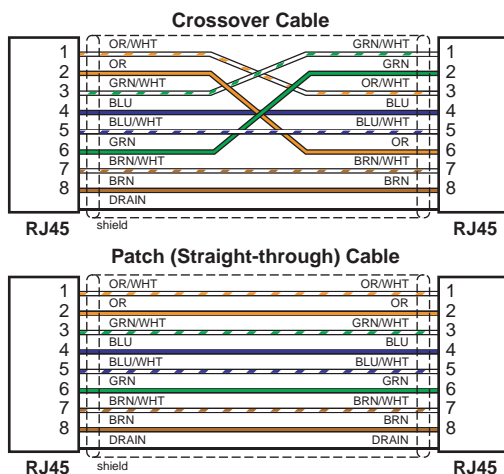 Crossover Cable
OR/WHT GRN/WHT
1 1
OR GRN
2 2
GRN/WHT OR/WHT
3 3
BLU BLU
4 4
BLU/WHT BLU/WHT
5 5
GRN OR
6 6
BRN/WHT BRN/WHT
7 7
BRN BRN
8 8
DRAIN
RJ45 shield RJ45
Patch (Straight-through) Cable
OR/WHT OR/WHT
1 1
OR OR
2 2
GRN/WHT GRN/WHT
3 3
BLU BLU
4 4
BLU/WHT BLU/WHT
5 5
GRN GRN
6 6
BRN/WHT BRN/WHT
7 7
BRN BRN
8 8
DRAIN DRAIN
RJ45 shield RJ45